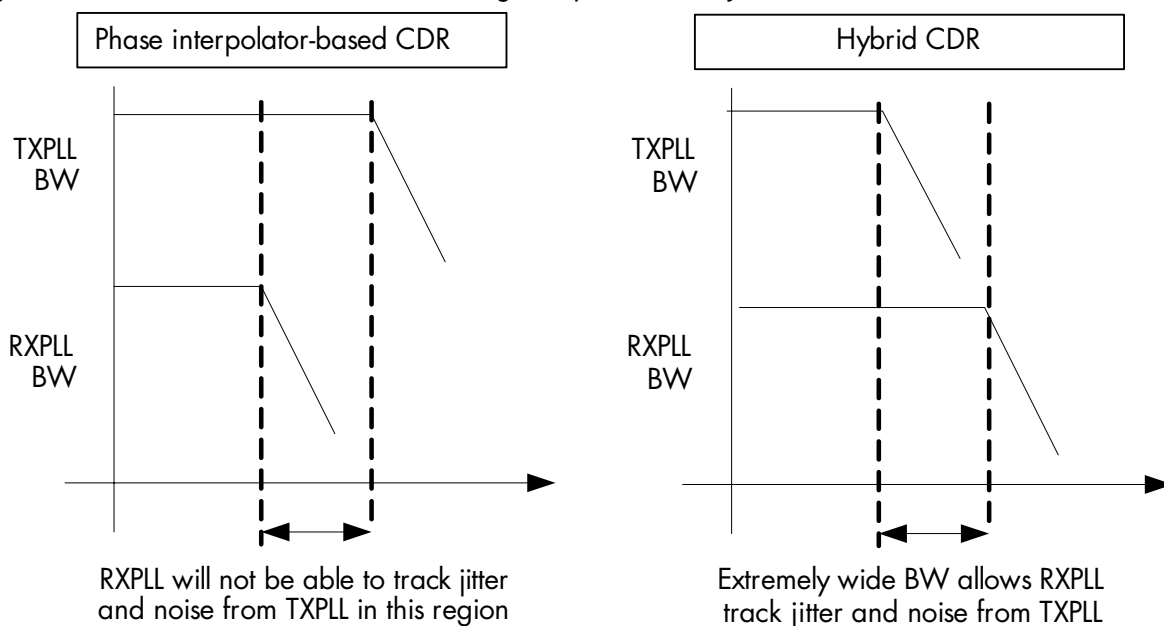 Phase interpolator-based CDR
Hybrid CDR
TXPLL
BW
RXPLL
BW
RXPLL will not be able to track jitter
and noise from TXPLL in this region
TXPLL
BW
RXPLL
BW
Extremely wide BW allows RXPLL
track jitter and noise from TXPLL